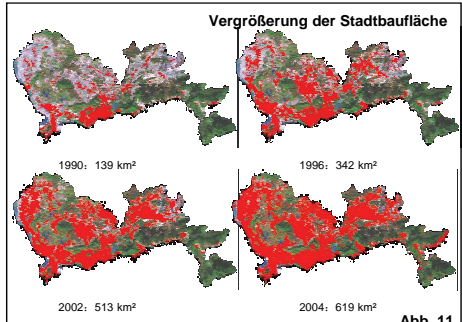 Vergrößerung der Stadtbaufläche
1990：139 km²
1996：342 km²
2002：513 km²
2004：619 km²
Abb. 11